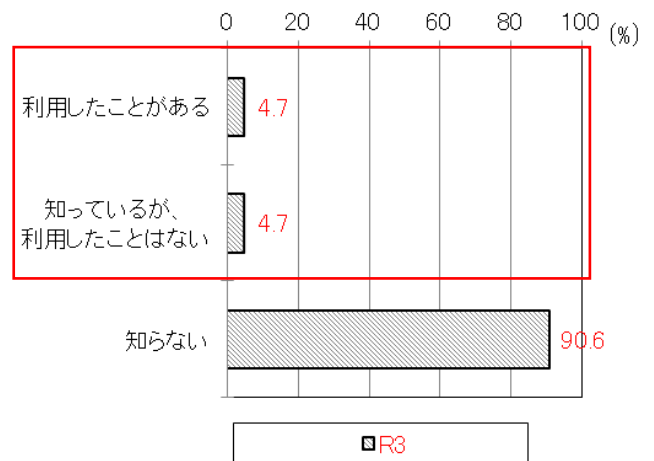 0 20 40 60 80 100 (%)
利用したことがある 4.7
知っているが、
利用したことはない 4.7
知らない 90.6
R3